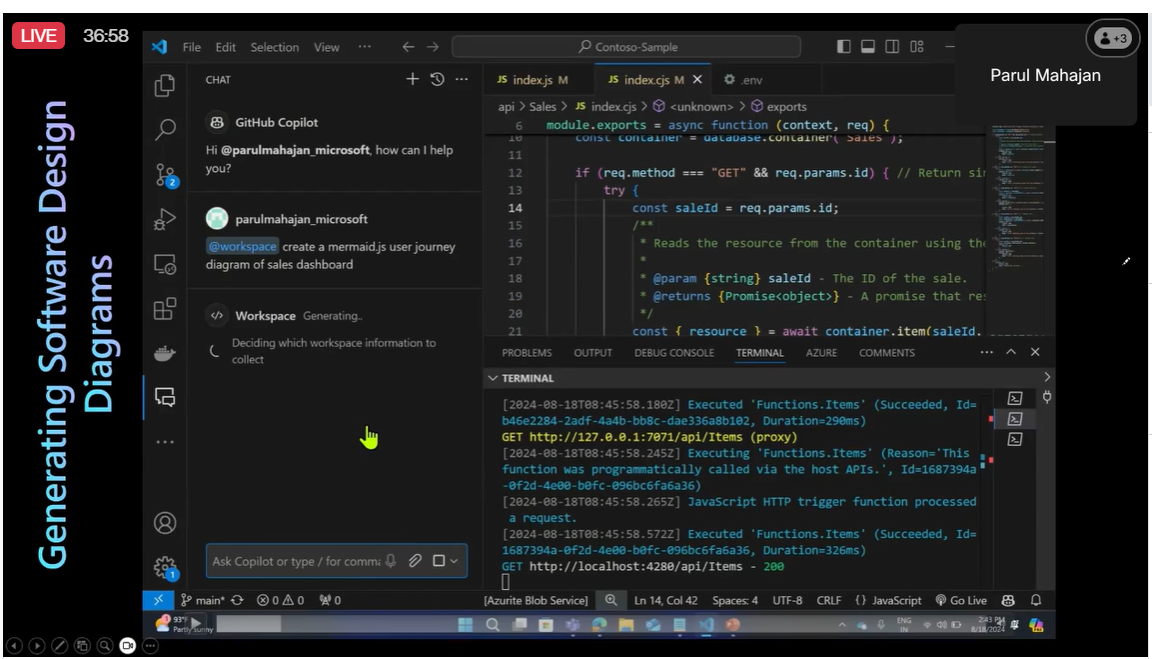 LIVE
36:58
Generating Software Design
Diagrams
File Edit Selection View ···
Contoso-Sample
+3
Parul Mahajan
CHAT
GitHub Copilot
Hi @parulmahajan_microsoft, how can I help
you?
parulmahajan_microsoft
@workspace create a mermaid.js user journey
diagram of sales dashboard
Workspace Generating..
Deciding which workspace information to
collect
Ask Copilot or type / for comma
2
1
JS index.js M
JS index.cjs M
.env
api > Sales > JS index.cjs > <unknown> > exports
6 module.exports = async function (context, req) {
10 const container = database.container("Sales");
11
12 if (req.method === "GET" && req.params.id) { // Return sin
13 try {
14 const saleId = req.params.id;
15 /**
16 * Reads the resource from the container using the
17 *
18 * @param {string} saleId - The ID of the sale.
19 * @returns {Promise<object>} - A promise that res
20 */
21 const { resource } = await container.item(saleId.
PROBLEMS OUTPUT DEBUG CONSOLE TERMINAL AZURE COMMENTS
TERMINAL
[2024-08-18T08:45:58.180Z] Executed 'Functions.Items' (Succeeded, Id=
b46e2284-2adf-4a4b-bb8c-dae336a8b102, Duration=290ms)
GET http://127.0.0.1:7071/api/Items (proxy)
[2024-08-18T08:45:58.245Z] Executing 'Functions.Items' (Reason='This
function was programmatically called via the host APIs.', Id=1687394a
-0f2d-4e00-b0fc-096bc6fa6a36)
[2024-08-18T08:45:58.265Z] JavaScript HTTP trigger function processed
a request.
[2024-08-18T08:45:58.572Z] Executed 'Functions.Items' (Succeeded, Id=
1687394a-0f2d-4e00-b0fc-096bc6fa6a36, Duration=326ms)
GET http://localhost:4280/api/Items - 200
main* 0 0 0 [Azurite Blob Service] Ln 14, Col 42 Spaces: 4 UTF-8 CRLF {} JavaScript Go Live
93°F
Partly sunny
ENG
IN
2:43 PM
8/18/2024